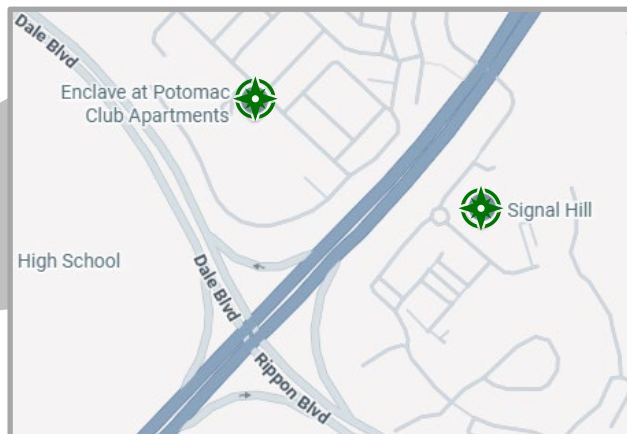 Dale Blvd
Enclave at Potomac
Club Apartments
Signal Hill
High School
Dale Blvd
Rippon Blvd